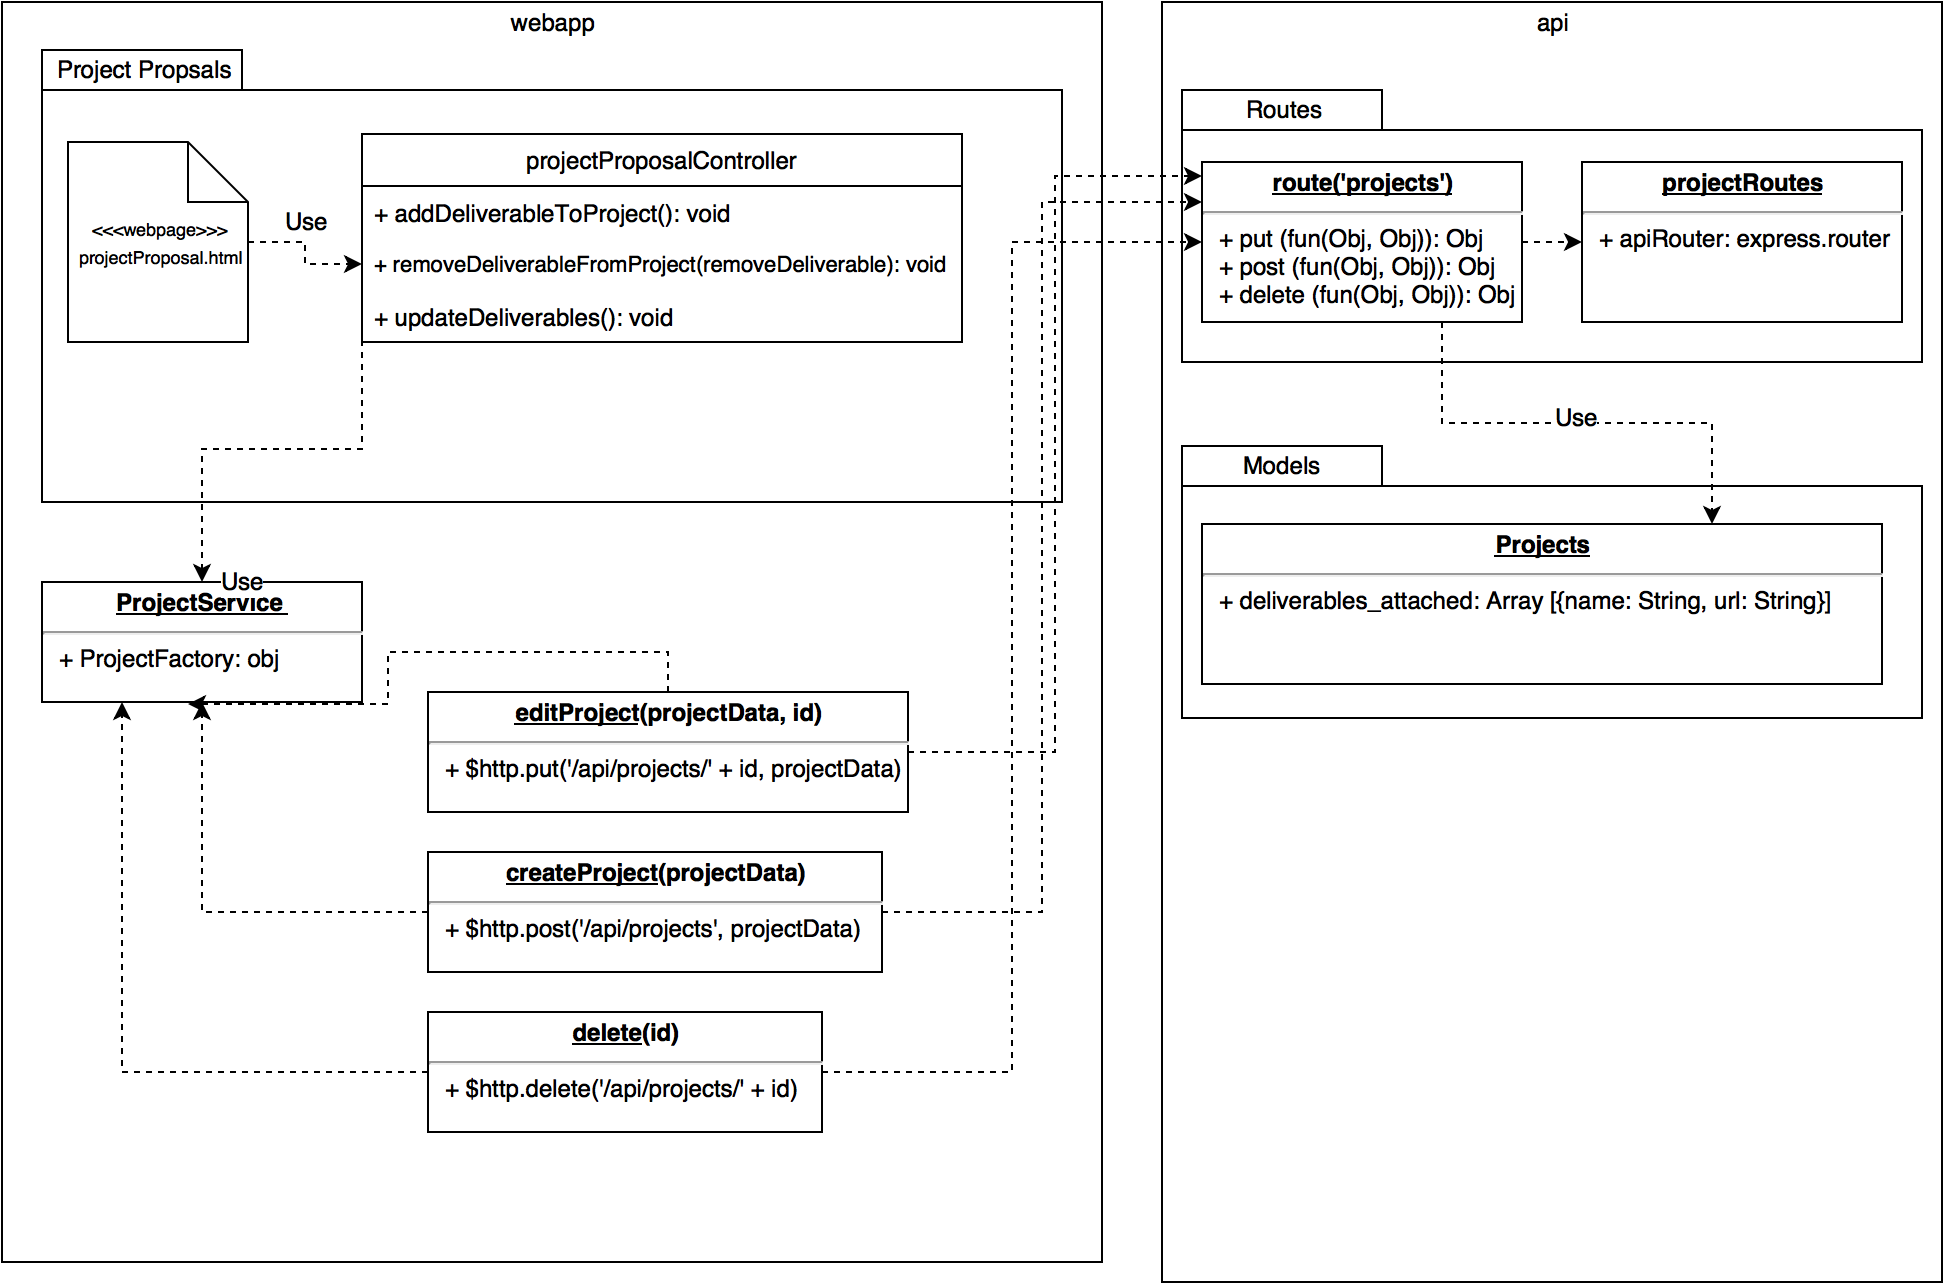 webapp
Project Propsals
<<<webpage>>>
projectProposal.html
Use
projectProposalController
+ addDeliverableToProject(): void
+ removeDeliverableFromProject(removeDeliverable): void
+ updateDeliverables(): void
Use
ProjectService
+ ProjectFactory: obj
editProject(projectData, id)
+ $http.put('/api/projects/' + id, projectData)
createProject(projectData)
+ $http.post('/api/projects', projectData)
delete(id)
+ $http.delete('/api/projects/' + id)
api
Routes
route('projects')
+ put (fun(Obj, Obj)): Obj
+ post (fun(Obj, Obj)): Obj
+ delete (fun(Obj, Obj)): Obj
projectRoutes
+ apiRouter: express.router
Use
Models
Projects
+ deliverables_attached: Array [{name: String, url: String}]